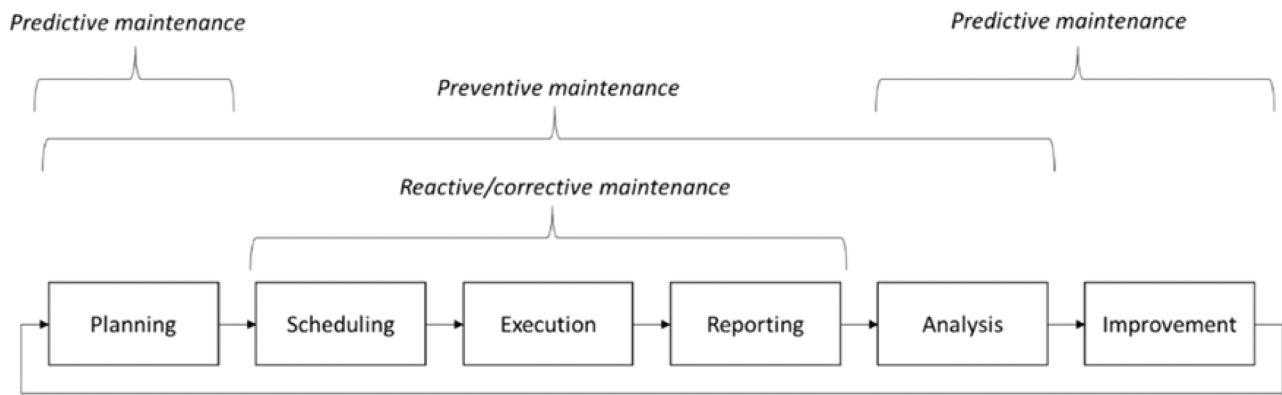 Predictive maintenance
Predictive maintenance
Preventive maintenance
Reactive/corrective maintenance
Planning
Scheduling
Execution
Reporting
Analysis
Improvement